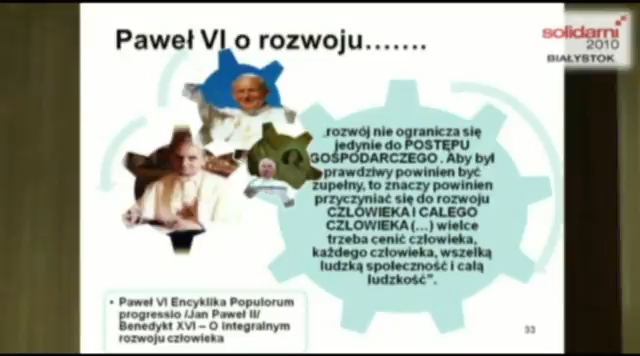 Paweł VI o rozwoju.......
solidarni
2010
BIAŁYSTOK
„rozwój nie ogranicza się
jedynie do POSTĘPU
GOSPODARCZEGO . Aby był
prawdziwy powinien być
zupełny, to znaczy powinien
przyczyniać się do rozwoju
CZŁOWIEKA I CAŁEGO
CZŁOWIEKA (...) wielce
trzeba cenić człowieka,
każdego człowieka, wszelką
ludzką społeczność i całą
ludzkość".
• Paweł VI Encyklika Populorum
progressio /Jan Paweł II/
Benedykt XVI – O integralnym
rozwoju człowieka
33